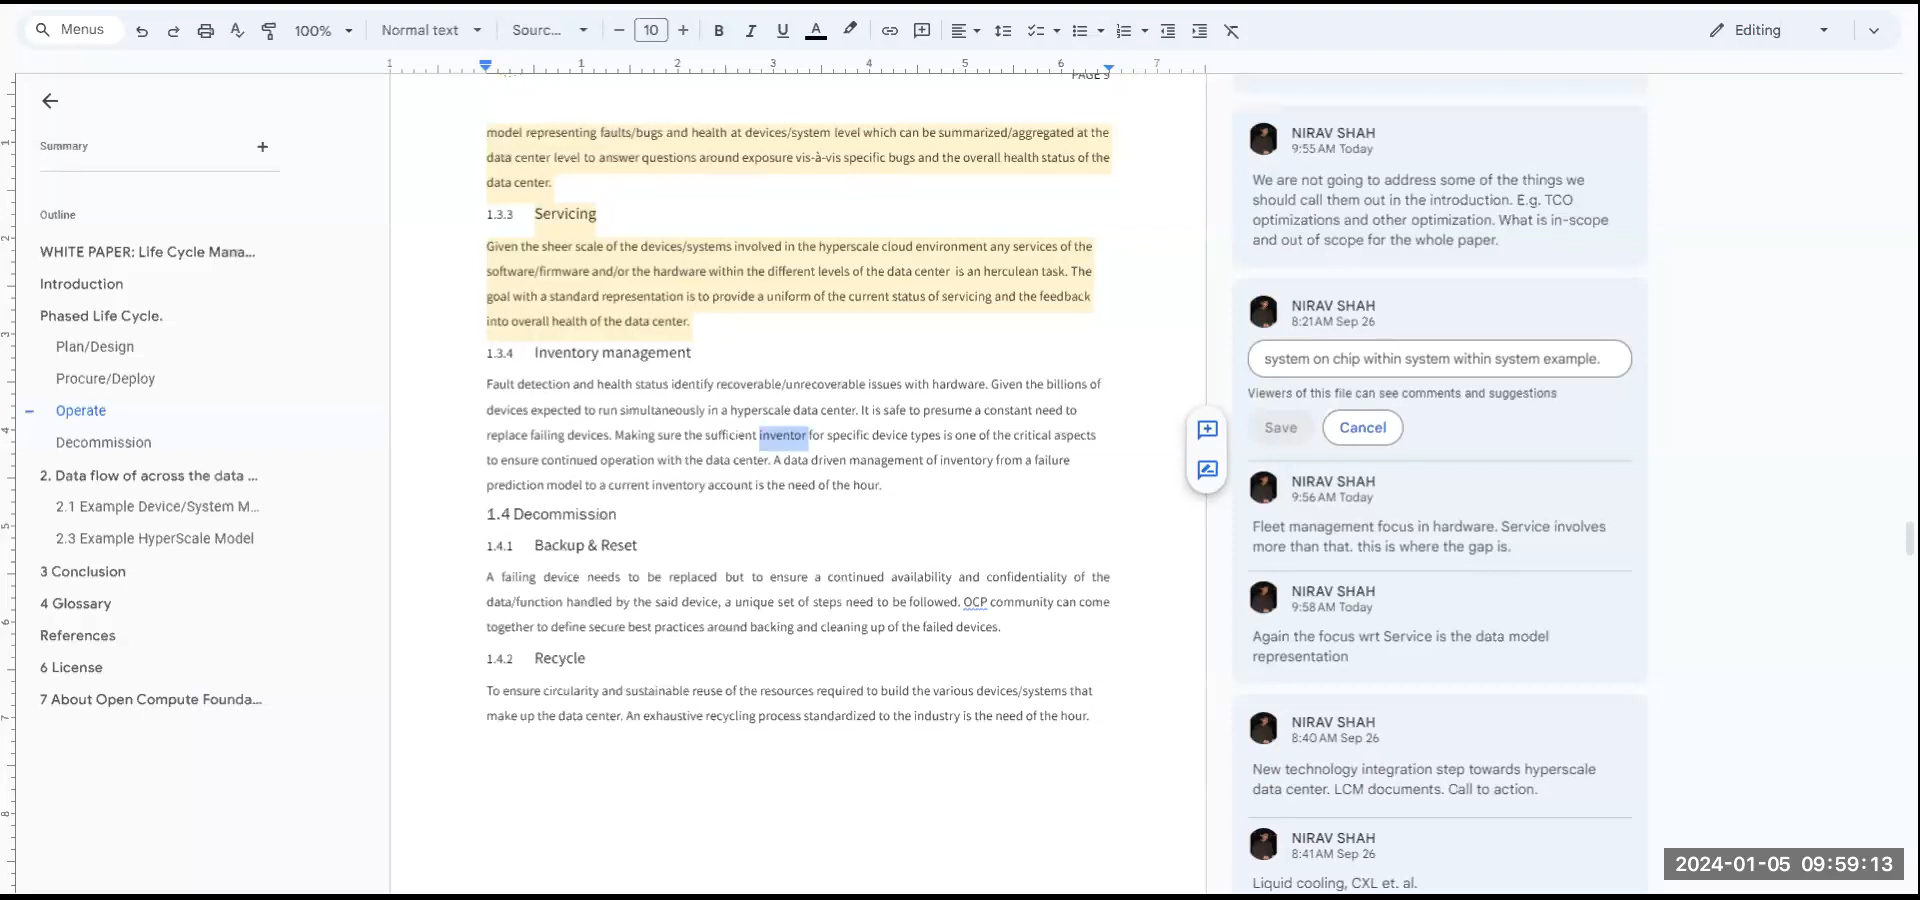 Menus
100%
Normal text
Sourc...
10
Editing
1 1 2 3 4 5 6 7
PAGE 9
Summary
Outline
WHITE PAPER: Life Cycle Mana...
Introduction
Phased Life Cycle.
Plan/Design
Procure/Deploy
Operate
Decommission
2. Data flow of across the data ...
2.1 Example Device/System M...
2.3 Example HyperScale Model
3 Conclusion
4 Glossary
References
6 License
7 About Open Compute Founda...
model representing faults/bugs and health at devices/system level which can be summarized/aggregated at the
data center level to answer questions around exposure vis-à-vis specific bugs and the overall health status of the
data center.
1.3.3 Servicing
Given the sheer scale of the devices/systems involved in the hyperscale cloud environment any services of the
software/firmware and/or the hardware within the different levels of the data center is an herculean task. The
goal with a standard representation is to provide a uniform of the current status of servicing and the feedback
into overall health of the data center.
1.3.4 Inventory management
Fault detection and health status identify recoverable/unrecoverable issues with hardware. Given the billions of
devices expected to run simultaneously in a hyperscale data center. It is safe to presume a constant need to
replace failing devices. Making sure the sufficient inventor for specific device types is one of the critical aspects
to ensure continued operation with the data center. A data driven management of inventory from a failure
prediction model to a current inventory account is the need of the hour.
1.4 Decommission
1.4.1 Backup & Reset
A failing device needs to be replaced but to ensure a continued availability and confidentiality of the
data/function handled by the said device, a unique set of steps need to be followed. OCP community can come
together to define secure best practices around backing and cleaning up of the failed devices.
1.4.2 Recycle
To ensure circularity and sustainable reuse of the resources required to build the various devices/systems that
make up the data center. An exhaustive recycling process standardized to the industry is the need of the hour.
NIRAV SHAH
9:55 AM Today
We are not going to address some of the things we
should call them out in the introduction. E.g. TCO
optimizations and other optimization. What is in-scope
and out of scope for the whole paper.
NIRAV SHAH
8:21 AM Sep 26
system on chip within system within system example.
Viewers of this file can see comments and suggestions
Save
Cancel
NIRAV SHAH
9:56 AM Today
Fleet management focus in hardware. Service involves
more than that. this is where the gap is.
NIRAV SHAH
9:58 AM Today
Again the focus wrt Service is the data model
representation
NIRAV SHAH
8:40 AM Sep 26
New technology integration step towards hyperscale
data center. LCM documents. Call to action.
NIRAV SHAH
8:41 AM Sep 26
Liquid cooling, CXL et. al.
2024-01-05 09:59:13
1
2
3
4
5
6
7
8